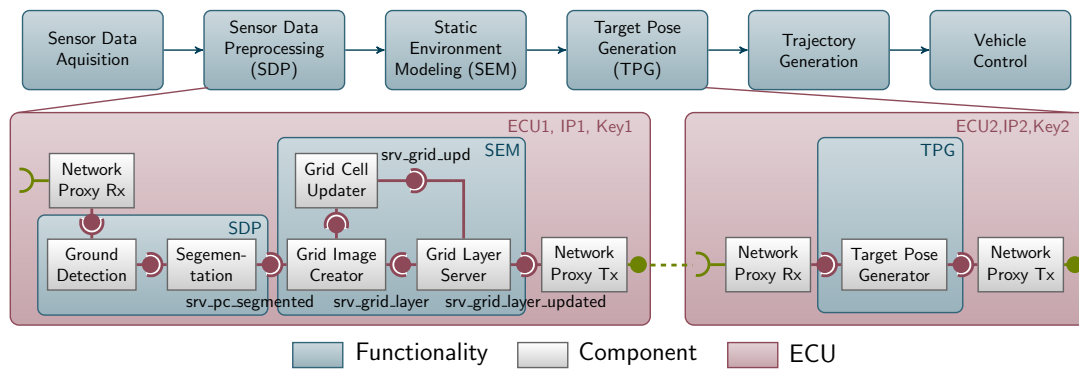 Sensor Data
Aquisition
Sensor Data
Preprocessing
(SDP)
Static
Environment
Modeling (SEM)
Target Pose
Generation
(TPG)
Trajectory
Generation
Vehicle
Control
ECU1, IP1, Key1
Network
Proxy Rx
SDP
Ground
Detection
Segemen-
tation
srv_pc_segmented
SEM
srv_grid_upd
Grid Cell
Updater
Grid Image
Creator
srv_grid_layer
Grid Layer
Server
srv_grid_layer_updated
Network
Proxy Tx
ECU2,IP2,Key2
TPG
Network
Proxy Rx
Target Pose
Generator
Network
Proxy Tx
Functionality
Component
ECU